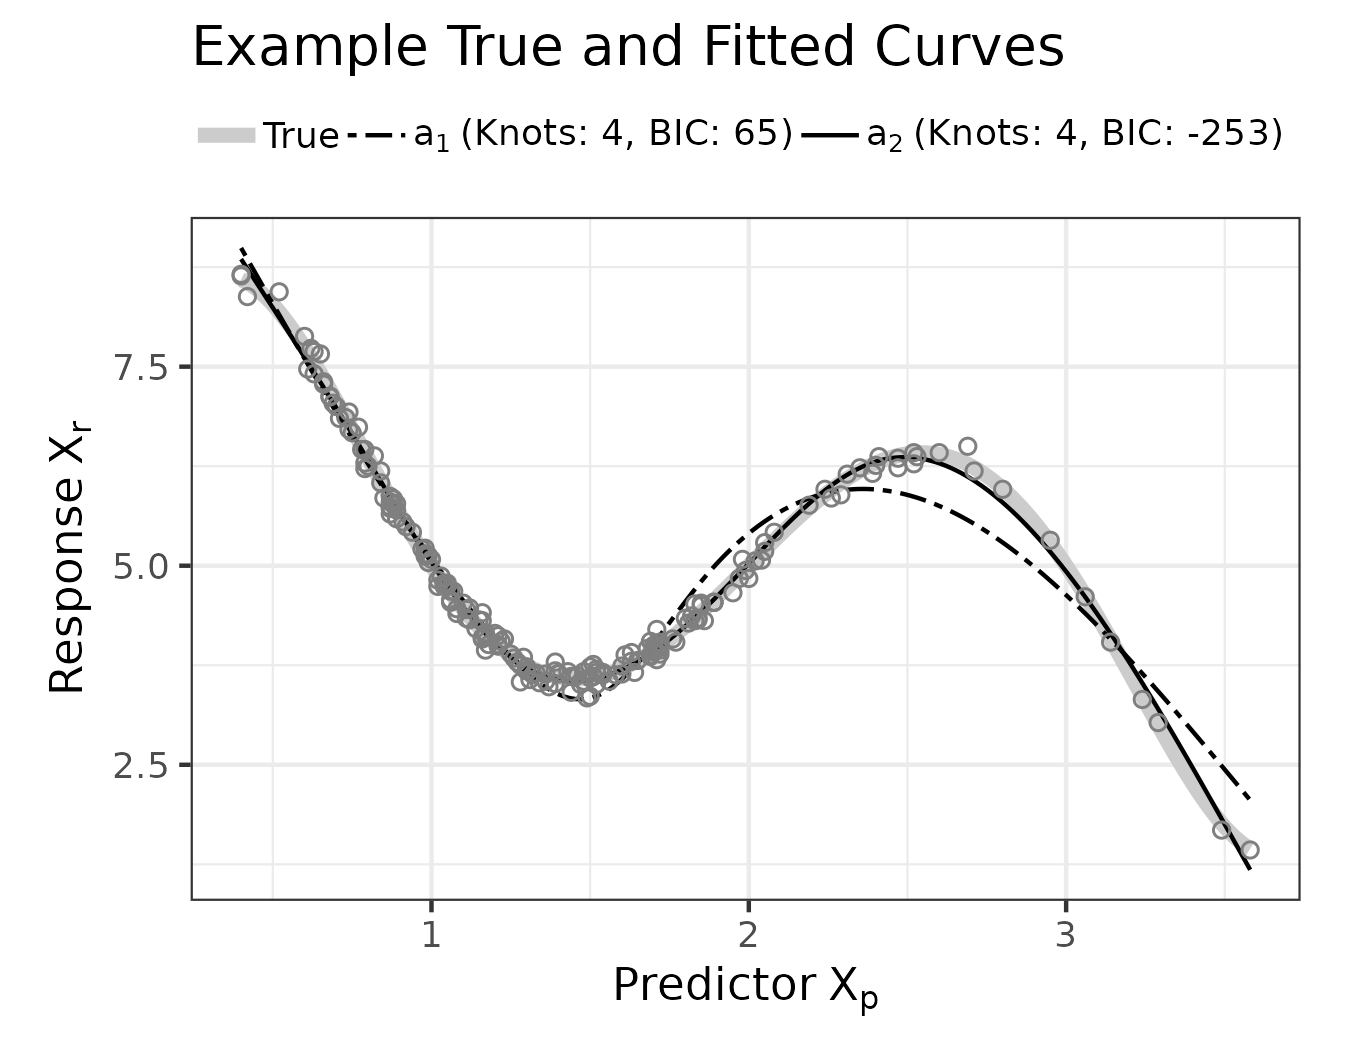 Example True and Fitted Curves
True a₁ (Knots: 4, BIC: 65) a₂ (Knots: 4, BIC: -253)
7.5
5.0
2.5
Response Xᵣ
1 2 3
Predictor Xₚ